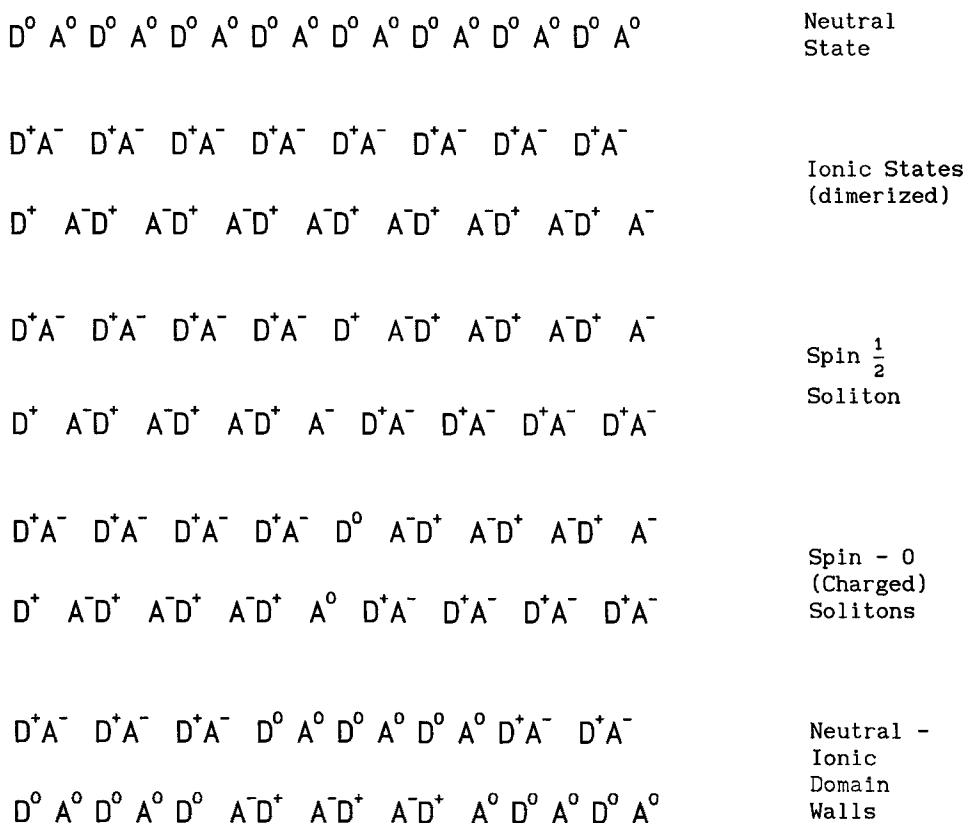 D⁰ A⁰ D⁰ A⁰ D⁰ A⁰ D⁰ A⁰ D⁰ A⁰ D⁰ A⁰ D⁰ A⁰ D⁰ A⁰
Neutral
State
D⁺A⁻ D⁺A⁻ D⁺A⁻ D⁺A⁻ D⁺A⁻ D⁺A⁻ D⁺A⁻ D⁺A⁻
D⁺ A⁻D⁺ A⁻D⁺ A⁻D⁺ A⁻D⁺ A⁻D⁺ A⁻D⁺ A⁻D⁺ A⁻
Ionic States
(dimerized)
D⁺A⁻ D⁺A⁻ D⁺A⁻ D⁺A⁻ D⁺ A⁻D⁺ A⁻D⁺ A⁻D⁺ A⁻
D⁺ A⁻D⁺ A⁻D⁺ A⁻D⁺ A⁻ D⁺A⁻ D⁺A⁻ D⁺A⁻ D⁺A⁻
Spin 1/2
Soliton
D⁺A⁻ D⁺A⁻ D⁺A⁻ D⁺A⁻ D⁰ A⁻D⁺ A⁻D⁺ A⁻D⁺ A⁻
D⁺ A⁻D⁺ A⁻D⁺ A⁻D⁺ A⁰ D⁺A⁻ D⁺A⁻ D⁺A⁻ D⁺A⁻
Spin - 0
(Charged)
Solitons
D⁺A⁻ D⁺A⁻ D⁺A⁻ D⁰ A⁰ D⁰ A⁰ D⁰ A⁰ D⁺A⁻ D⁺A⁻
D⁰ A⁰ D⁰ A⁰ D⁰ A⁻D⁺ A⁻D⁺ A⁻D⁺ A⁰ D⁰ A⁰ D⁰ A⁰
Neutral -
Ionic
Domain
Walls